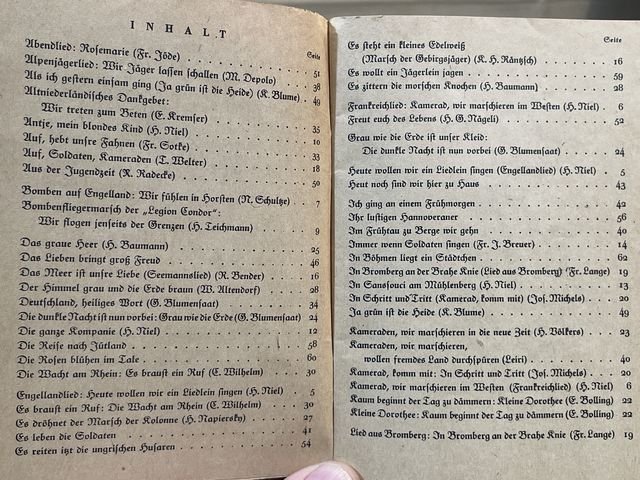 INHALT
Seite
Abendlied: Rosemarie (Fr. Jöde) 51
Alpenjägerlied: Wir Jäger lassen schallen (M. Depolo) 38
Als ich gestern einsam ging (Ja grün ist die Heide) (K. Blume) 49
Altniederländisches Dankgebet:
Wir treten zum Beten (E. Kremser) 35
Antje, mein blondes Kind (H. Niel) 10
Auf, hebt unsre Fahnen (Fr. Sotke) 33
Auf, Soldaten, Kameraden (T. Welter) 18
Aus der Jugendzeit (R. Radecke) 50
Bomben auf Engelland: Wir fühlen in Horsten (N. Schultze) 7
Bombenfliegermarsch der „Legion Condor“:
Wir flogen jenseits der Grenzen (H. Teichmann) 9
Das graue Heer (H. Baumann) 25
Das Lieben bringt groß Freud 46
Das Meer ist unsre Liebe (Seemannslied) (R. Bender) 16
Der Himmel grau und die Erde braun (W. Altendorf) 28
Deutschland, heiliges Wort (G. Blumensaat) 34
Die dunkle Nacht ist nun vorbei: Grau wie die Erde (G. Blumensaat) 24
Die ganze Kompanie (H. Niel) 12
Die Reise nach Jütland 58
Die Rosen blühen im Tale 60
Die Wacht am Rhein: Es braust ein Ruf (C. Wilhelm) 30
Engellandlied: Heute wollen wir ein Liedlein singen (H. Niel) 5
Es braust ein Ruf: Die Wacht am Rhein (C. Wilhelm) 30
Es dröhnet der Marsch der Kolonne (H. Napiersky) 27
Es leben die Soldaten 41
Es reiten itzt die ungrischen Husaren 54
Seite
Es steht ein kleines Edelweiß
(Marsch der Gebirgsjäger) (K. H. Räntzsch) 16
Es wollt ein Jägerlein jagen 59
Es zittern die morschen Knochen (H. Baumann) 28
Frankreichlied: Kamerad, wir marschieren im Westen (H. Niel) 6
Freut euch des Lebens (H. G. Nägeli) 52
Grau wie die Erde ist unser Kleid:
Die dunkle Nacht ist nun vorbei (G. Blumensaat) 24
Heute wollen wir ein Liedlein singen (Engellandlied) (H. Niel) 5
Heut noch sind wir hier zu Haus 43
Ich ging an einem Frühmorgen 42
Ihr lustigen Hannoveraner 56
Im Frühtau zu Berge wir gehn 40
Immer wenn Soldaten singen (Fr. J. Breuer) 14
In Böhmen liegt ein Städtchen 62
In Bromberg an der Brahe Knie (Lied aus Bromberg) (Fr. Lange) 19
In Sanssouci am Mühlenberg (H. Niel) 13
In Schritt und Tritt (Kamerad, komm mit) (Jos. Michels) 20
Ja grün ist die Heide (K. Blume) 49
Kameraden, wir marschieren in die neue Zeit (H. Völkers) 23
Kameraden, wir marschieren,
wollen fremdes Land durchspüren (Leiri) 40
Kamerad, komm mit: In Schritt und Tritt (Jos. Michels) 20
Kamerad, wir marschieren im Westen (Frankreichlied) (H. Niel) 6
Kaum beginnt der Tag zu dämmern: Kleine Dorothee (E. Bolling) 22
Kleine Dorothee: Kaum beginnt der Tag zu dämmern (E. Bolling) 22
Lied aus Bromberg: In Bromberg an der Brahe Knie (Fr. Lange) 19